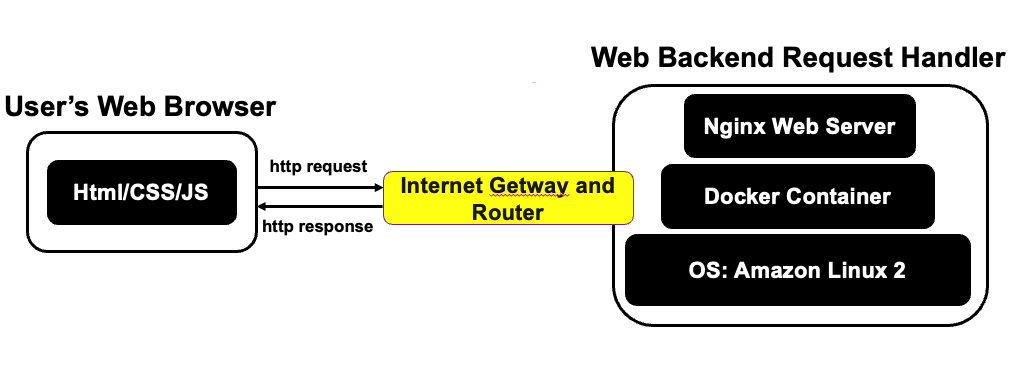 Web Backend Request Handler
User's Web Browser
Nginx Web Server
http request
Html/CSS/JS
Internet Getway and
Router
Docker Container
http response
OS: Amazon Linux 2